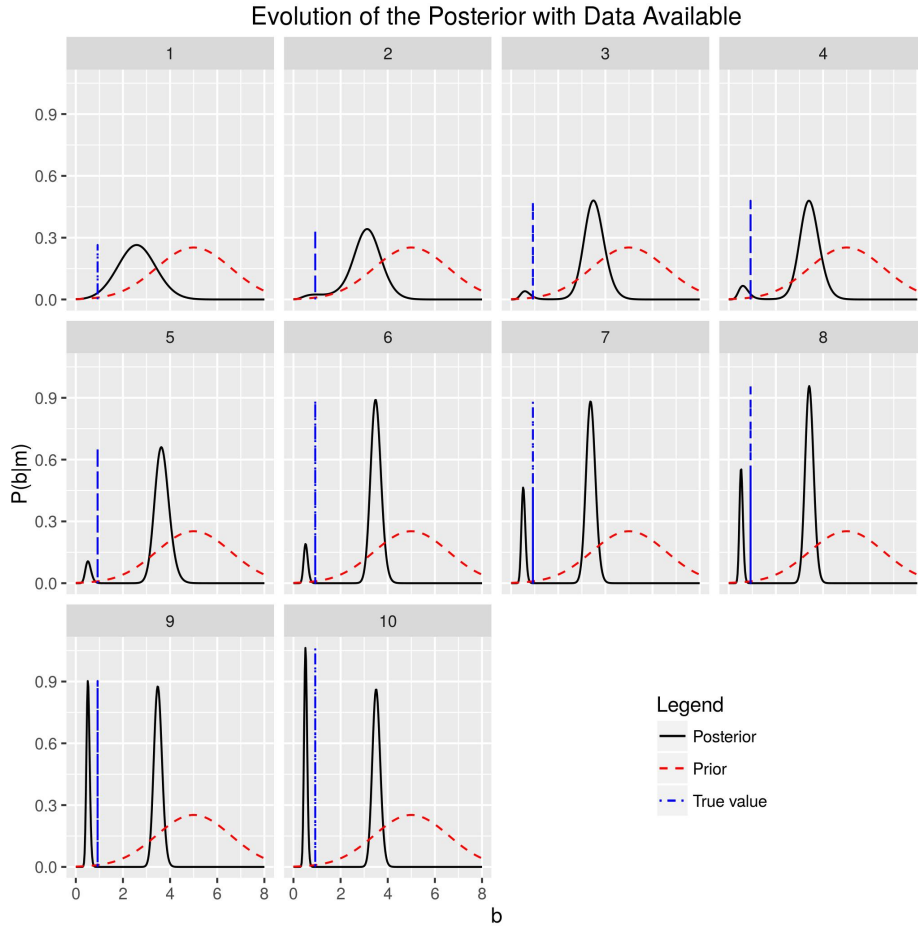 Evolution of the Posterior with Data Available
1 2 3 4
0.9
0.6
0.3
0.0
5 6 7 8
0.9
0.6
0.3
0.0
P(b|m)
9 10
0.9
0.6
0.3
0.0
0 2 4 6 8 0 2 4 6 8
b
Legend
Posterior
Prior
True value